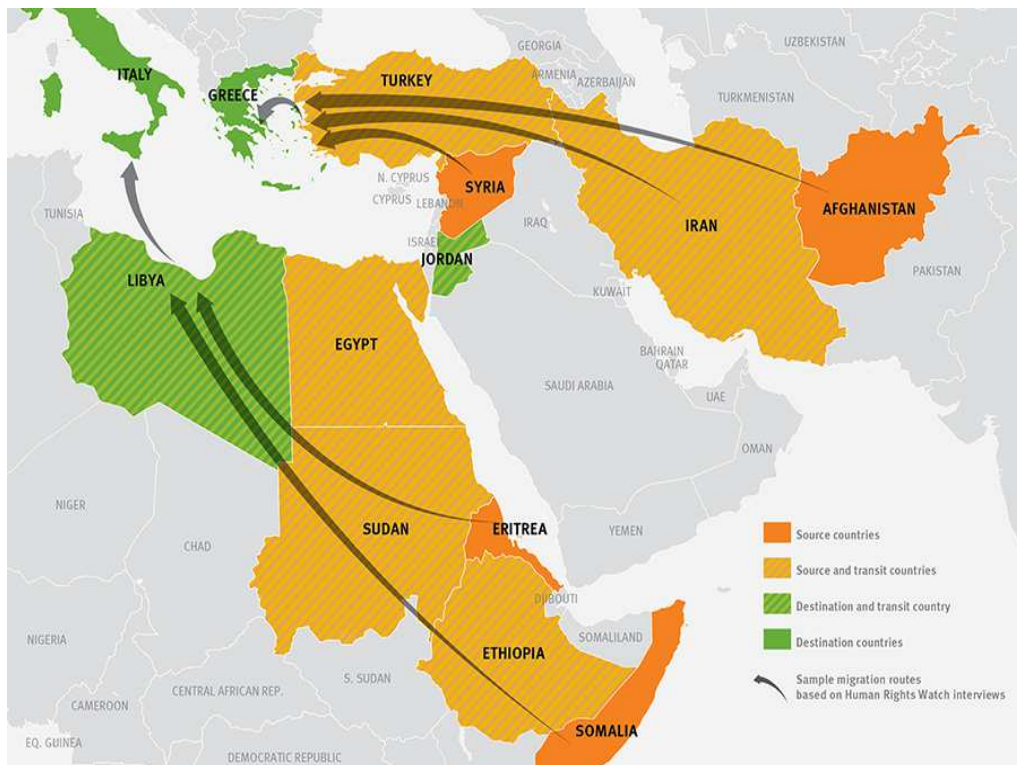 UZBEKISTAN
GEORGIA
ITALY
TURKEY
ARMENIA
AZERBAIJAN
GREECE
TURKMENISTAN
N. CYPRUS
SYRIA
CYPRUS
LEBANON
AFGHANISTAN
TUNISIA
IRAQ
IRAN
ISRAEL
JORDAN
PAKISTAN
LIBYA
KUWAIT
EGYPT
BAHRAIN
QATAR
SAUDI ARABIA
UAE
OMAN
NIGER
SUDAN
ERITREA
YEMEN
CHAD
Source countries
Source and transit countries
DJIBOUTI
Destination and transit country
NIGERIA
SOMALILAND
ETHIOPIA
Destination countries
S. SUDAN
Sample migration routes
based on Human Rights Watch interviews
CENTRAL AFRICAN REP.
CAMEROON
SOMALIA
EQ. GUINEA
DEMOCRATIC REPUBLIC